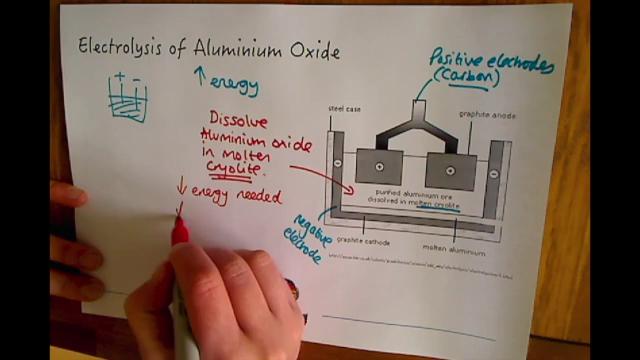 Electrolysis of Aluminium Oxide
↑ energy
+ -
Dissolve
Aluminium oxide
in molten
Cryolite.
↓ energy needed
↓
Positive electrodes
(Carbon)
steel case
graphite anode
+ +
- -
purified aluminium ore
dissolved in molten cryolite
negative
electrode
graphite cathode
molten aluminium